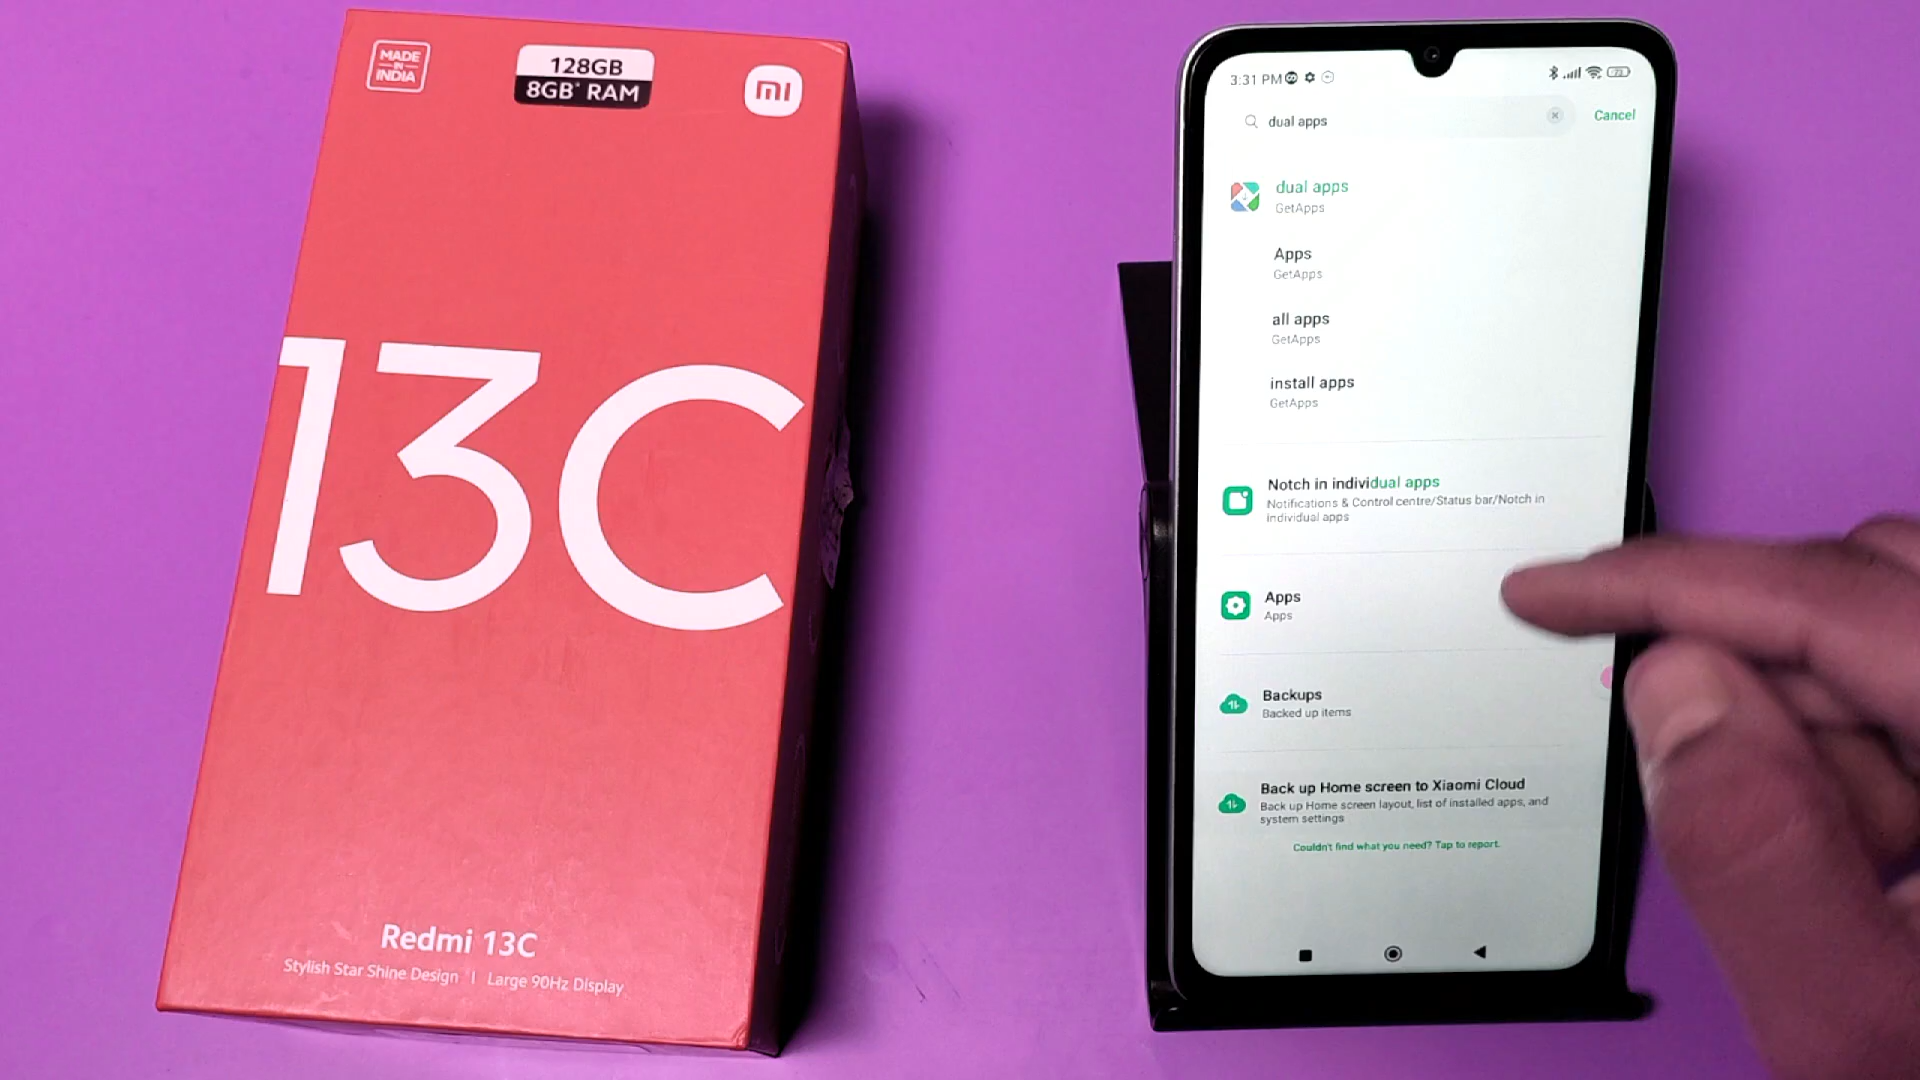 MADE
IN
INDIA
128GB
8GB* RAM
mi
13C
Redmi 13C
Stylish Star Shine Design | Large 90Hz Display
3:31 PM
72
dual apps
Cancel
dual apps
GetApps
Apps
GetApps
all apps
GetApps
install apps
GetApps
Notch in individual apps
Notifications & Control centre/Status bar/Notch in
individual apps
Apps
Apps
Backups
Backed up items
Back up Home screen to Xiaomi Cloud
Back up Home screen layout, list of installed apps, and
system settings
Couldn't find what you need? Tap to report.